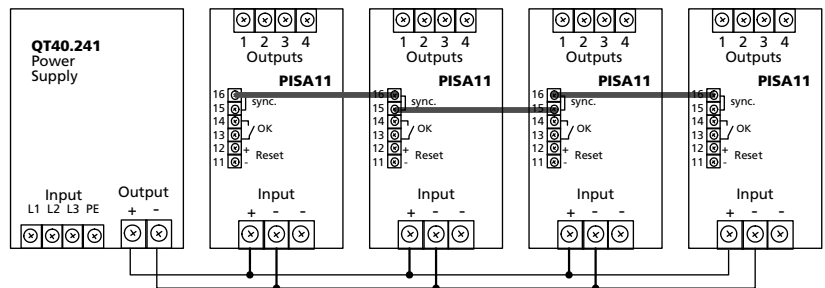 QT40.241
Power
Supply
Input
L1 L2 L3 PE
Output
+ -
1 2 3 4
Outputs
PISA11
16
15
sync.
14
13
OK
12 +
11 -
Reset
Input
+ - -
1 2 3 4
Outputs
PISA11
16
15
sync.
14
13
OK
12 +
11 -
Reset
Input
+ - -
1 2 3 4
Outputs
PISA11
16
15
sync.
14
13
OK
12 +
11 -
Reset
Input
+ - -
1 2 3 4
Outputs
PISA11
16
15
sync.
14
13
OK
12 +
11 -
Reset
Input
+ - -